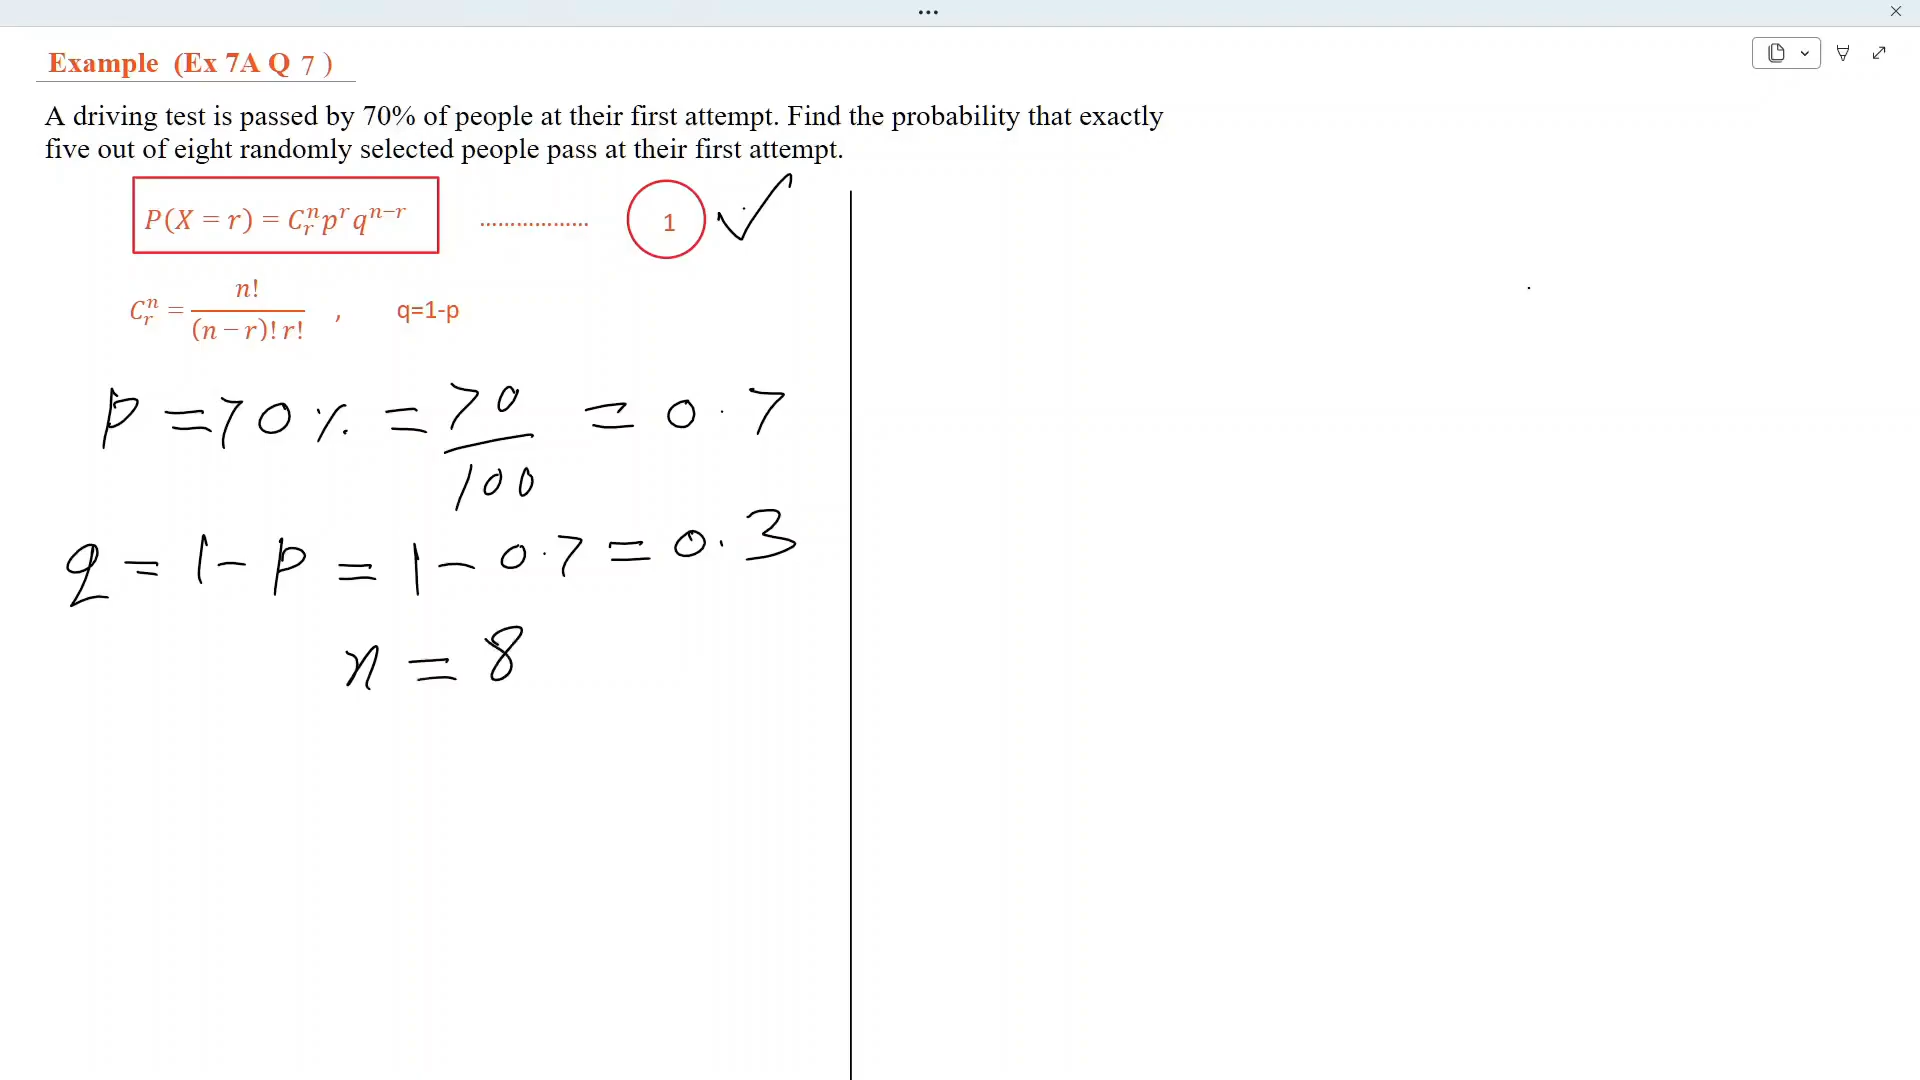 Example (Ex 7A Q 7 )
A driving test is passed by 70% of people at their first attempt. Find the probability that exactly
five out of eight randomly selected people pass at their first attempt.
P(X = r) = C_r^n p^r q^{n-r} .................. 1
C_r^n = n! / (n - r)! r! , q=1-p
p = 70% = 70/100 = 0.7
q = 1 - p = 1 - 0.7 = 0.3
n = 8